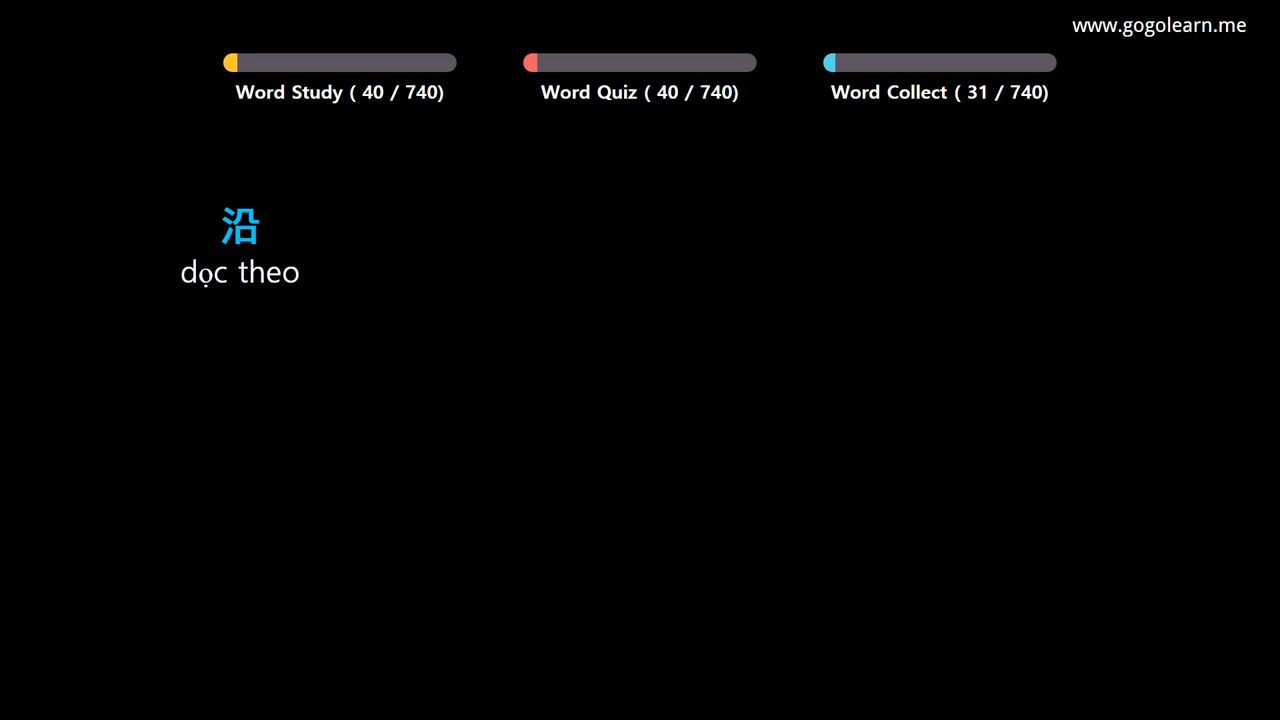 www.gogolearn.me
Word Study ( 40 / 740)
Word Quiz ( 40 / 740)
Word Collect ( 31 / 740)
沿
dọc theo